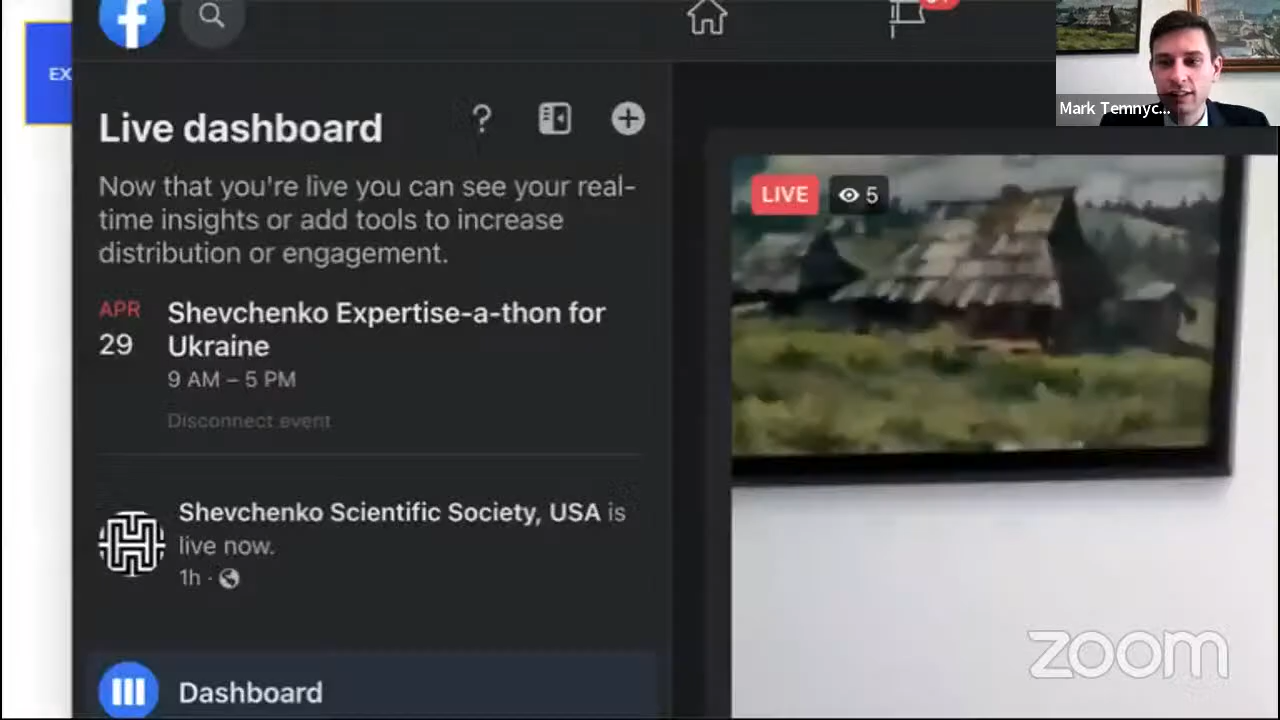 EX
Mark Temnyc...
Live dashboard
Now that you're live you can see your real-
time insights or add tools to increase
distribution or engagement.
APR
29
Shevchenko Expertise-a-thon for
Ukraine
9 AM – 5 PM
Disconnect event
Shevchenko Scientific Society, USA is
live now.
1h ·
Dashboard
LIVE
5
zoom